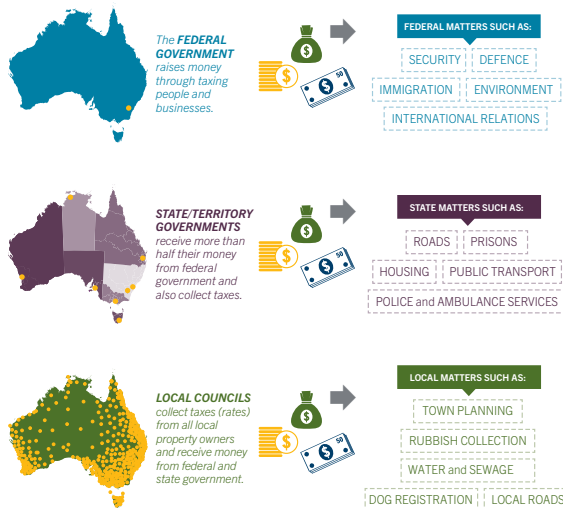 The FEDERAL
GOVERNMENT
raises money
through taxing
people and
businesses.
$
$
$
50
FEDERAL MATTERS SUCH AS:
SECURITY
DEFENCE
IMMIGRATION
ENVIRONMENT
INTERNATIONAL RELATIONS
STATE/TERRITORY
GOVERNMENTS
receive more than
half their money
from federal
government and
also collect taxes.
$
$
$
50
STATE MATTERS SUCH AS:
ROADS
PRISONS
HOUSING
PUBLIC TRANSPORT
POLICE and AMBULANCE SERVICES
LOCAL COUNCILS
collect taxes (rates)
from all local
property owners
and receive money
from federal and
state government.
$
$
$
50
LOCAL MATTERS SUCH AS:
TOWN PLANNING
RUBBISH COLLECTION
WATER and SEWAGE
DOG REGISTRATION
LOCAL ROADS